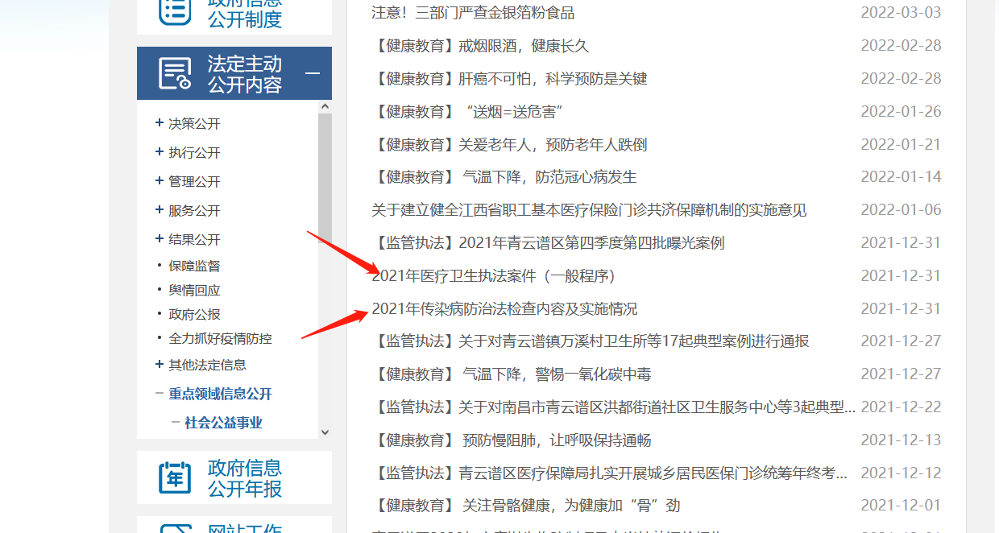 政府信息
公开制度
法定主动
公开内容
决策公开
执行公开
管理公开
服务公开
结果公开
保障监督
舆情回应
政府公报
全力抓好疫情防控
其他法定信息
重点领域信息公开
社会公益事业
政府信息
公开年报
网站工作
注意！三部门严查金银箔粉食品 2022-03-03
【健康教育】戒烟限酒，健康长久 2022-02-28
【健康教育】肝癌不可怕，科学预防是关键 2022-02-28
【健康教育】“送烟=送危害” 2022-01-26
【健康教育】关爱老年人，预防老年人跌倒 2022-01-21
【健康教育】 气温下降，防范冠心病发生 2022-01-14
关于建立健全江西省职工基本医疗保险门诊共济保障机制的实施意见 2022-01-06
【监管执法】2021年青云谱区第四季度第四批曝光案例 2021-12-31
2021年医疗卫生执法案件（一般程序） 2021-12-31
2021年传染病防治法检查内容及实施情况 2021-12-31
【监管执法】关于对青云谱镇万溪村卫生所等17起典型案例进行通报 2021-12-27
【健康教育】 气温下降，警惕一氧化碳中毒 2021-12-27
【监管执法】关于对南昌市青云谱区洪都街道社区卫生服务中心等3起典型... 2021-12-22
【健康教育】 预防慢阻肺，让呼吸保持通畅 2021-12-13
【监管执法】青云谱区医疗保障局扎实开展城乡居民医保门诊统筹年终考... 2021-12-12
【健康教育】 关注骨骼健康，为健康加“骨”劲 2021-12-01